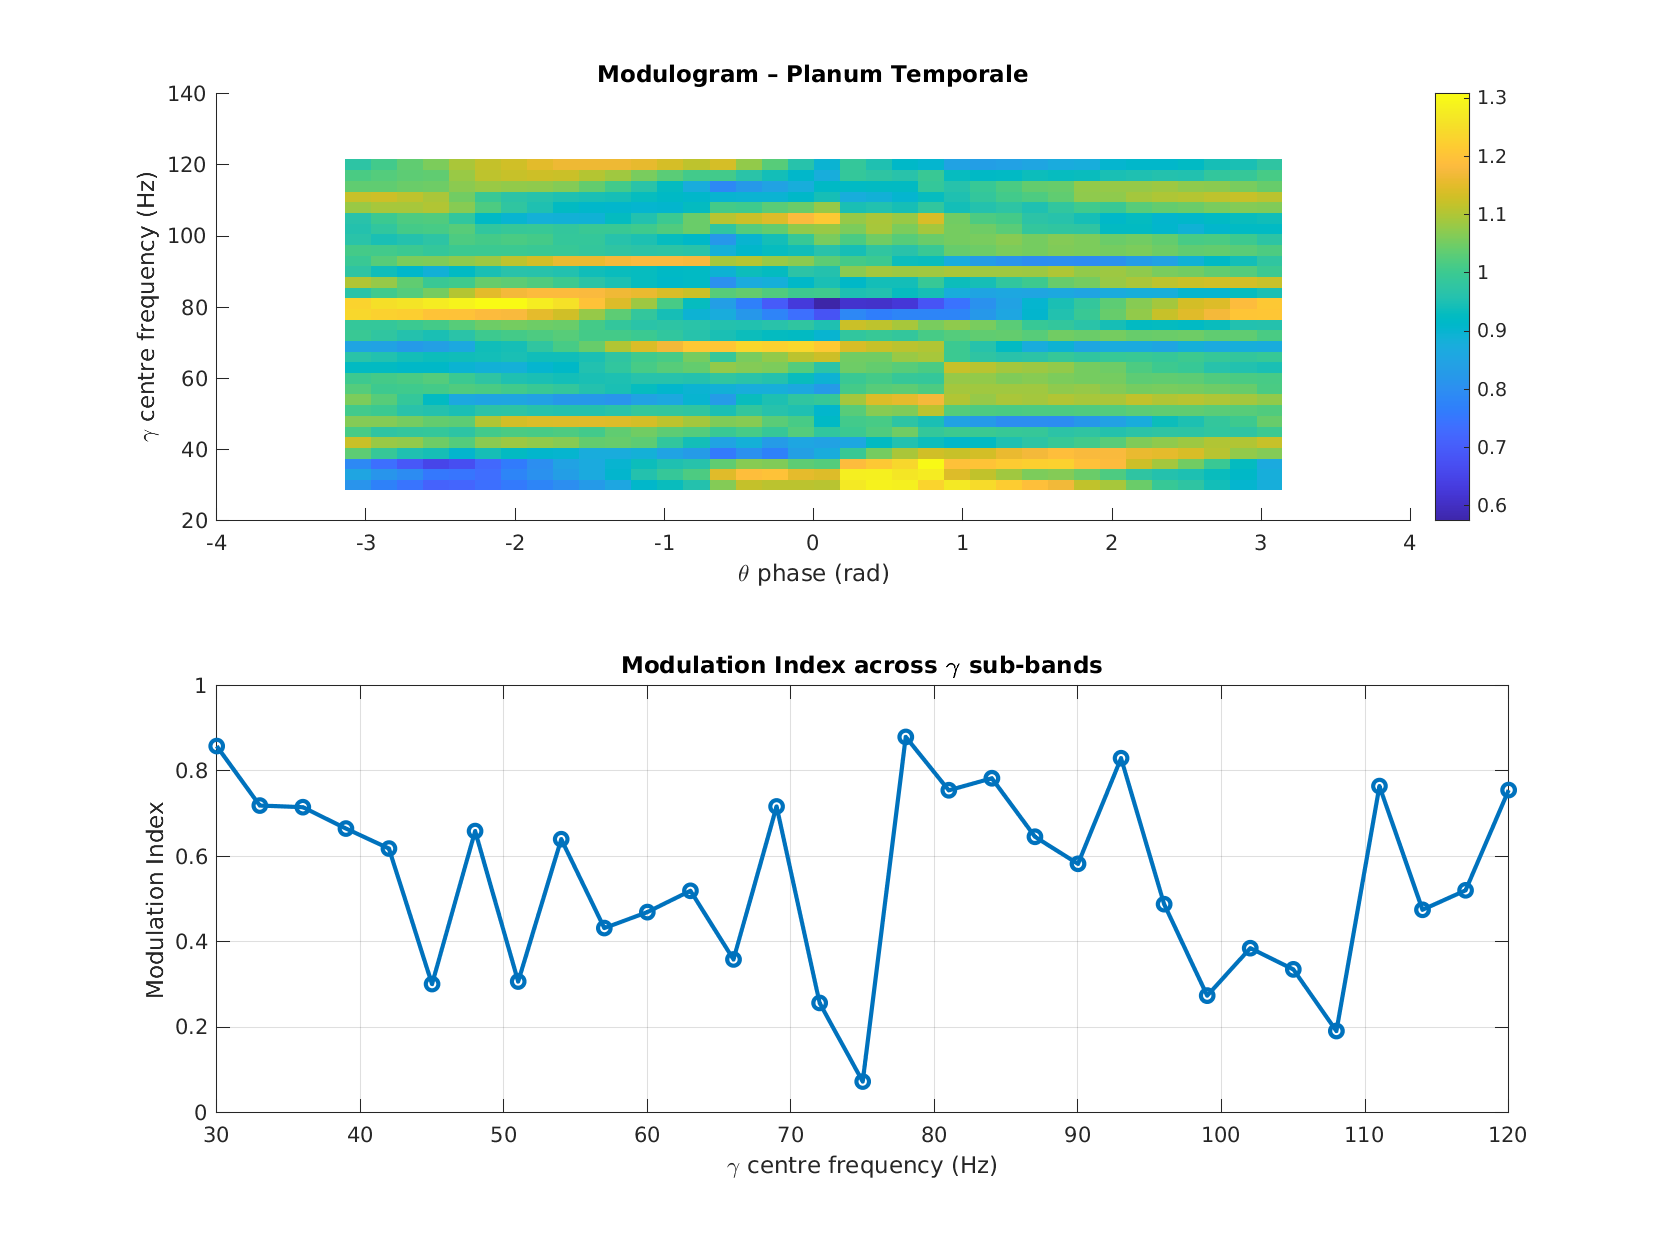 Modulogram – Planum Temporale
140
120
100
80
60
40
20
γ centre frequency (Hz)
-4 -3 -2 -1 0 1 2 3 4
θ phase (rad)
1.3
1.2
1.1
1
0.9
0.8
0.7
0.6
Modulation Index across γ sub-bands
1
0.8
0.6
0.4
0.2
0
Modulation Index
30 40 50 60 70 80 90 100 110 120
γ centre frequency (Hz)